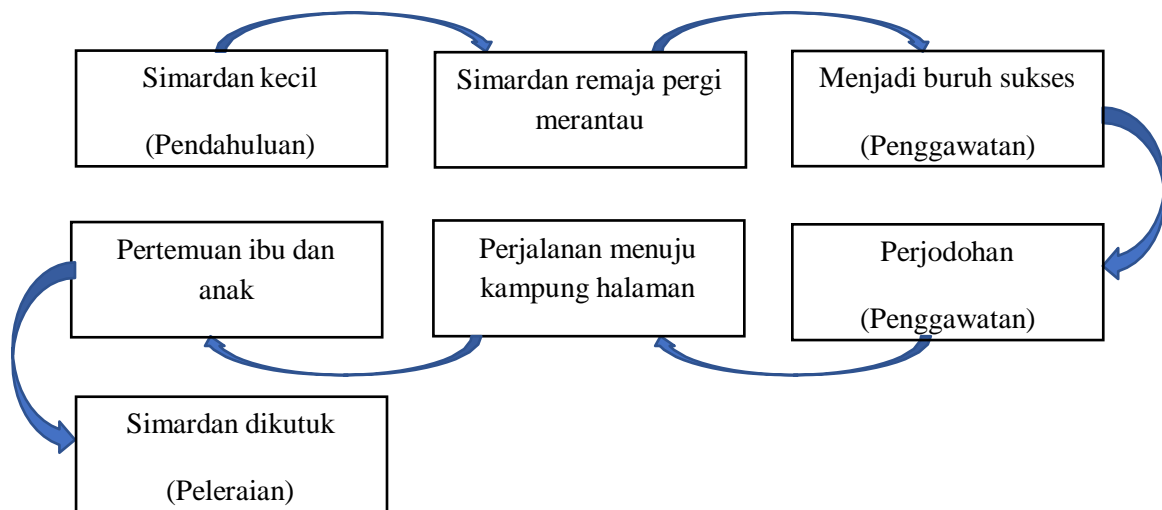 Simardan kecil
(Pendahuluan)
Simardan remaja pergi
merantau
Menjadi buruh sukses
(Penggawatan)
Perjodohan
(Penggawatan)
Perjalanan menuju
kampung halaman
Pertemuan ibu dan
anak
Simardan dikutuk
(Peleraian)